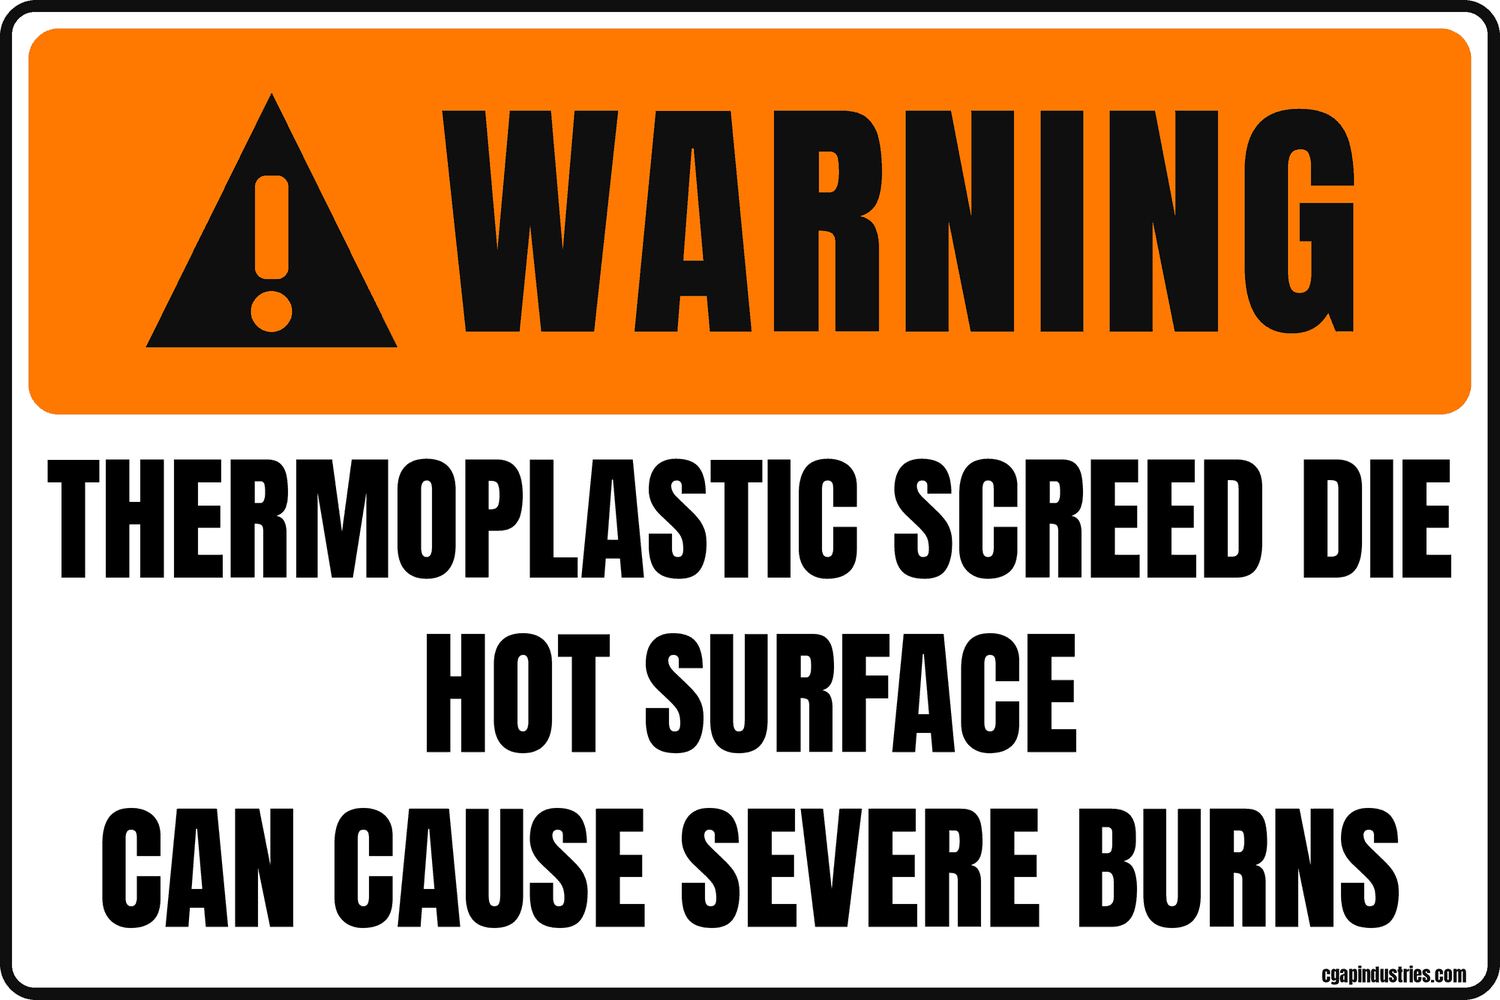 WARNING
THERMOPLASTIC SCREED DIE
HOT SURFACE
CAN CAUSE SEVERE BURNS
cgapindustries.com